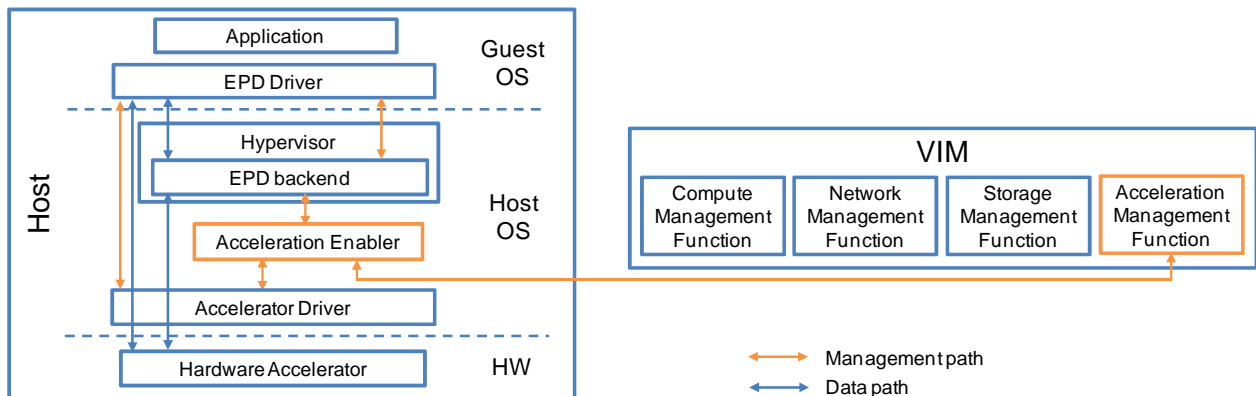 Application
Guest
OS
EPD Driver
Hypervisor
EPD backend
Host
Host
OS
Acceleration Enabler
Accelerator Driver
Hardware Accelerator
HW
VIM
Compute
Management
Function
Network
Management
Function
Storage
Management
Function
Acceleration
Management
Function
Management path
Data path